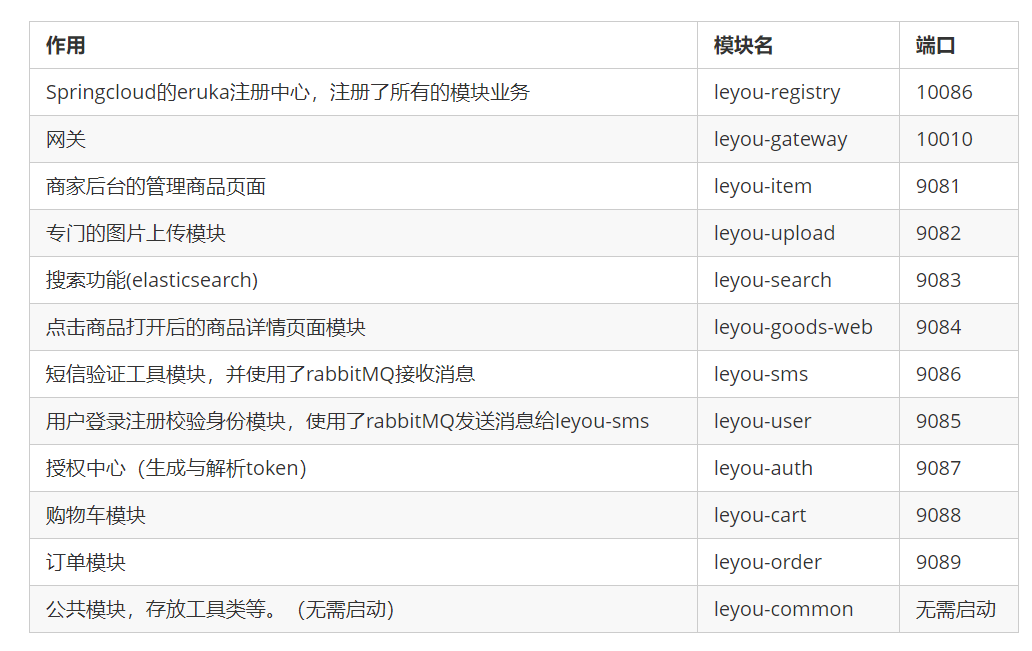 作用 模块名 端口
Springcloud的eruka注册中心，注册了所有的模块业务 leyou-registry 10086
网关 leyou-gateway 10010
商家后台的管理商品页面 leyou-item 9081
专门的图片上传模块 leyou-upload 9082
搜索功能(elasticsearch) leyou-search 9083
点击商品打开后的商品详情页面模块 leyou-goods-web 9084
短信验证工具模块，并使用了rabbitMQ接收消息 leyou-sms 9086
用户登录注册校验身份模块，使用了rabbitMQ发送消息给leyou-sms leyou-user 9085
授权中心（生成与解析token） leyou-auth 9087
购物车模块 leyou-cart 9088
订单模块 leyou-order 9089
公共模块，存放工具类等。（无需启动） leyou-common 无需启动